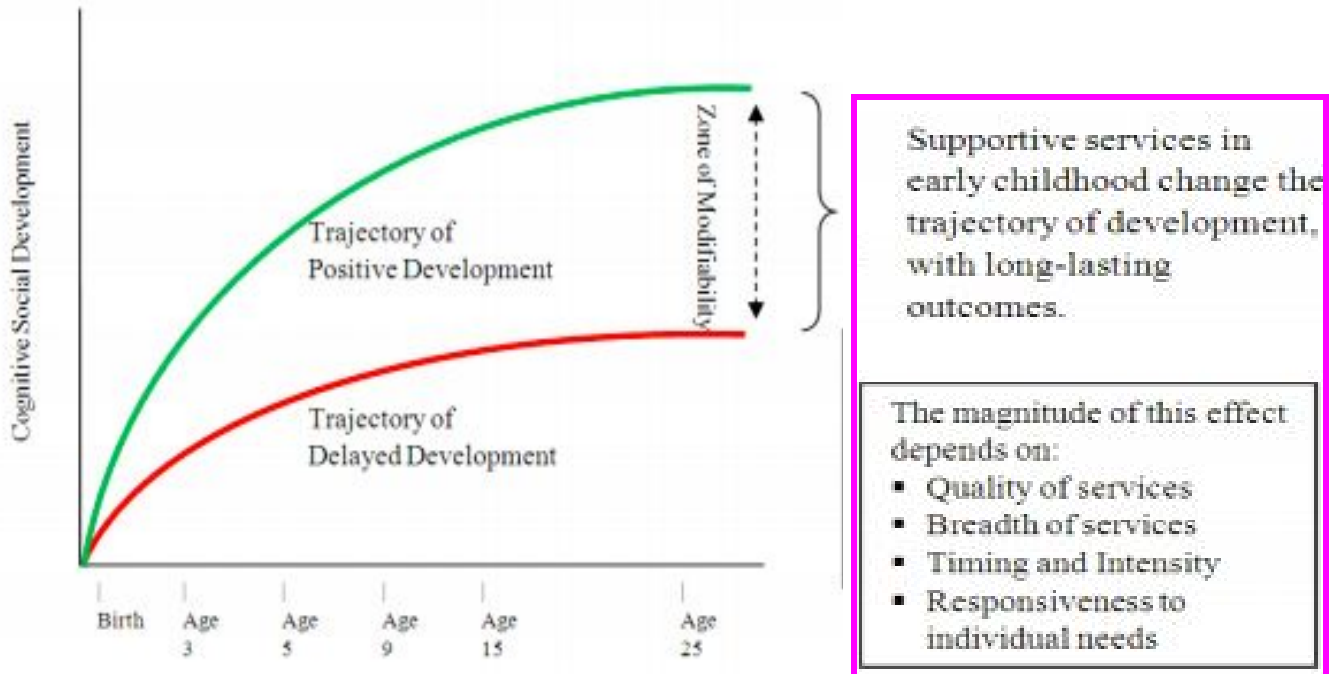 Cognitive Social Development
Trajectory of
Positive Development
Zone of Modifiability
Trajectory of
Delayed Development
Birth
Age
3
Age
5
Age
9
Age
15
Age
25
Supportive services in
early childhood change the
trajectory of development,
with long-lasting
outcomes.
The magnitude of this effect
depends on:
▪ Quality of services
▪ Breadth of services
▪ Timing and Intensity
▪ Responsiveness to
individual needs